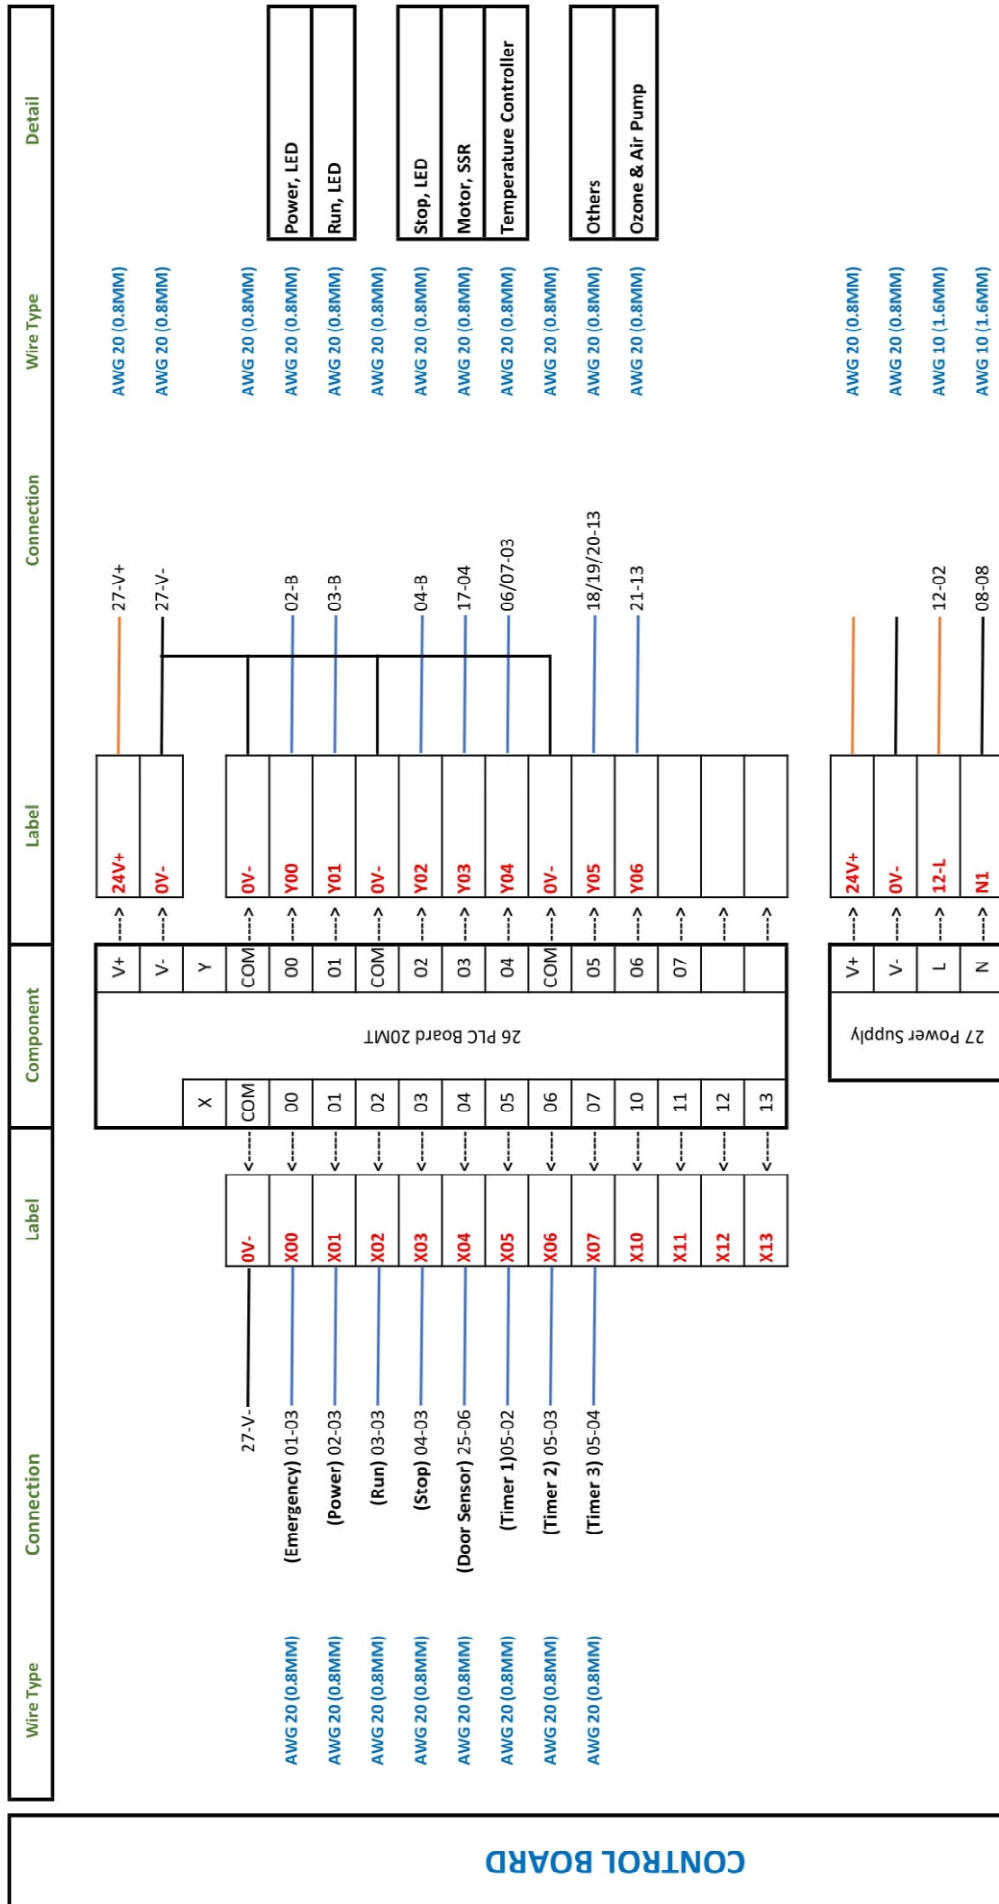 CONTROL BOARD
Wire Type Connection Label Component Label Connection Wire Type Detail
V+ ----> 24V+ 27-V+ AWG 20 (0.8MM)
V- ----> 0V- 27-V- AWG 20 (0.8MM)
X 26 PLC Board 20MT Y
27-V- 0V- <---- COM COM ----> 0V- AWG 20 (0.8MM)
AWG 20 (0.8MM) (Emergency) 01-03 X00 <---- 00 00 ----> Y00 02-B AWG 20 (0.8MM) Power, LED
AWG 20 (0.8MM) (Power) 02-03 X01 <---- 01 01 ----> Y01 03-B AWG 20 (0.8MM) Run, LED
AWG 20 (0.8MM) (Run) 03-03 X02 <---- 02 COM ----> 0V- AWG 20 (0.8MM)
AWG 20 (0.8MM) (Stop) 04-03 X03 <---- 03 02 ----> Y02 04-B AWG 20 (0.8MM) Stop, LED
AWG 20 (0.8MM) (Door Sensor) 25-06 X04 <---- 04 03 ----> Y03 17-04 AWG 20 (0.8MM) Motor, SSR
AWG 20 (0.8MM) (Timer 1)05-02 X05 <---- 05 04 ----> Y04 06/07-03 AWG 20 (0.8MM) Temperature Controller
AWG 20 (0.8MM) (Timer 2) 05-03 X06 <---- 06 COM ----> 0V- AWG 20 (0.8MM)
AWG 20 (0.8MM) (Timer 3) 05-04 X07 <---- 07 05 ----> Y05 18/19/20-13 AWG 20 (0.8MM) Others
X10 <---- 10 06 ----> Y06 21-13 AWG 20 (0.8MM) Ozone & Air Pump
X11 <---- 11 07 ---->
X12 <---- 12 ---->
X13 <---- 13 ---->
27 Power Supply
V+ ----> 24V+ AWG 20 (0.8MM)
V- ----> 0V- AWG 20 (0.8MM)
L ----> 12-L 12-02 AWG 10 (1.6MM)
N ----> N1 08-08 AWG 10 (1.6MM)